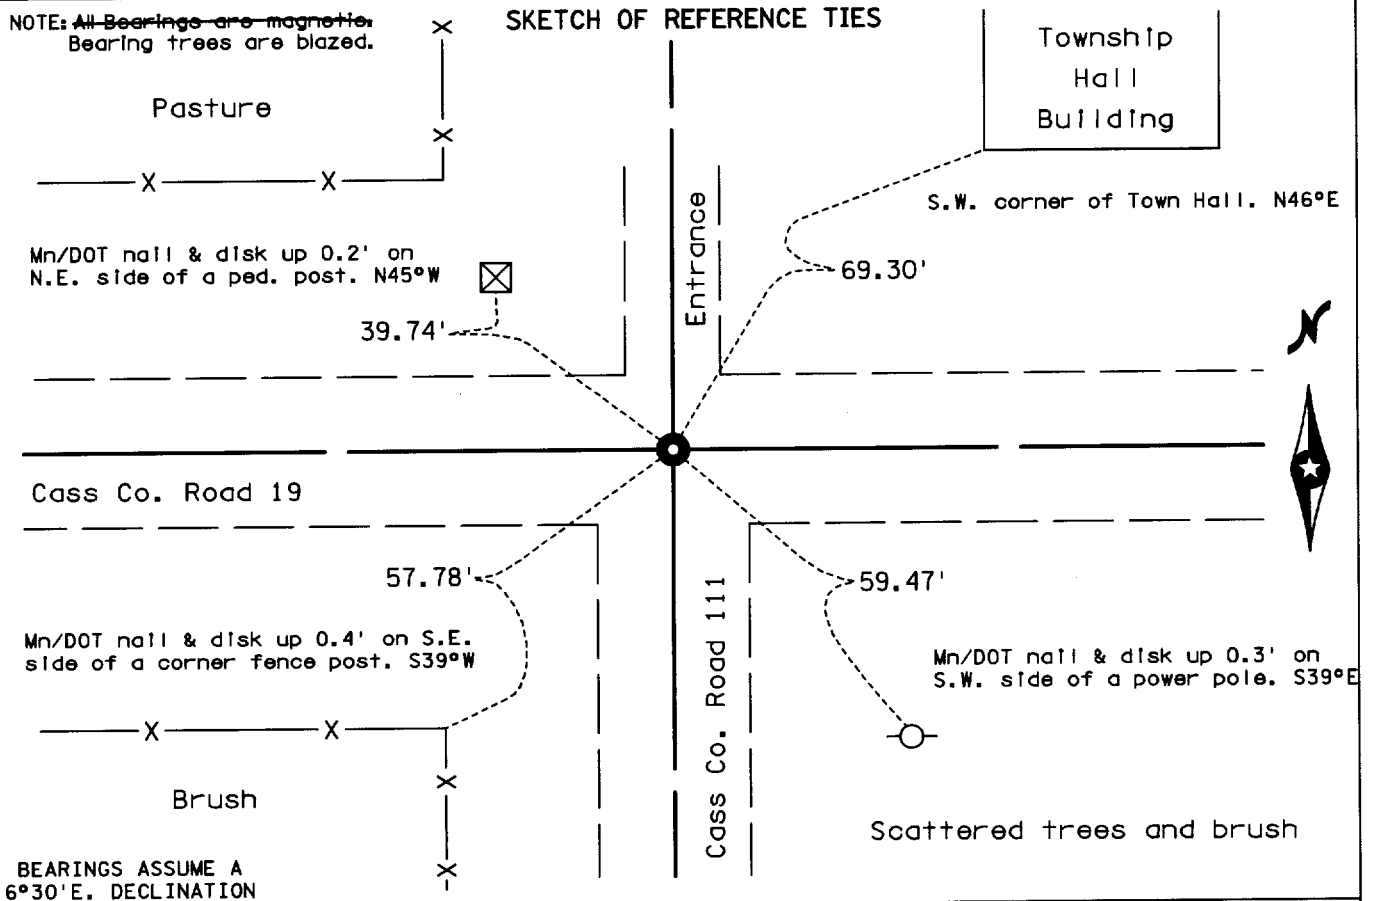 SKETCH OF REFERENCE TIES
NOTE: All Bearings are magnetic.
Bearing trees are blazed.
Pasture
Township
Hall
Building
S.W. corner of Town Hall. N46°E
Mn/DOT nail & disk up 0.2' on
N.E. side of a ped. post. N45°W
Entrance
69.30'
39.74'
N
Cass Co. Road 19
57.78'
59.47'
Cass Co. Road 111
Mn/DOT nail & disk up 0.4' on S.E.
side of a corner fence post. S39°W
Mn/DOT nail & disk up 0.3' on
S.W. side of a power pole. S39°E
Brush
Scattered trees and brush
BEARINGS ASSUME A
6°30'E. DECLINATION